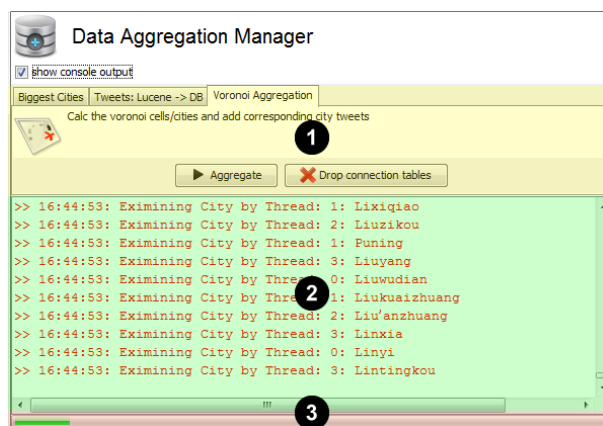 Data Aggregation Manager
show console output
Biggest Cities Tweets: Lucene -> DB Voronoi Aggregation
Calc the voronoi cells/cities and add corresponding city tweets
1
Aggregate Drop connection tables
>> 16:44:53: Eximining City by Thread: 1: Lixiqiao
>> 16:44:53: Eximining City by Thread: 2: Liuzikou
>> 16:44:53: Eximining City by Thread: 1: Puning
>> 16:44:53: Eximining City by Thread: 3: Liuyang
>> 16:44:53: Eximining City by Thread: 0: Liuwudian
>> 16:44:53: Eximining City by Thread: 1: Liukuaizhuang
2
>> 16:44:53: Eximining City by Thread: 2: Liu'anzhuang
>> 16:44:53: Eximining City by Thread: 3: Linxia
>> 16:44:53: Eximining City by Thread: 0: Linyi
>> 16:44:53: Eximining City by Thread: 3: Lintingkou
3